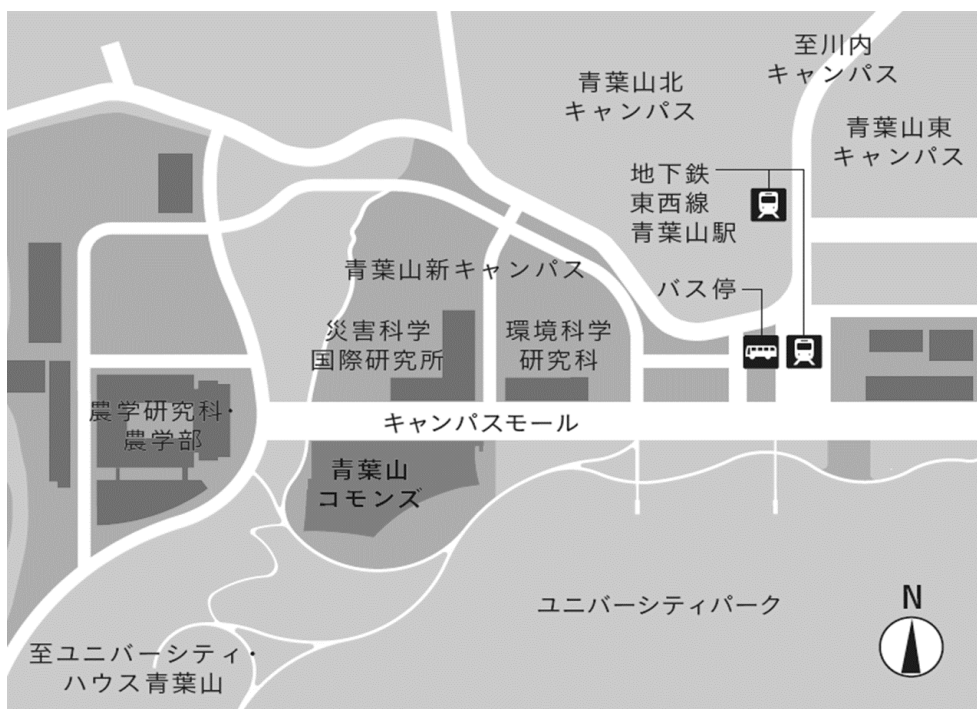 至川内
キャンパス
青葉山北
キャンパス
青葉山東
キャンパス
地下鉄
東西線
青葉山駅
青葉山新キャンパス
バス停
災害科学
国際研究所
環境科学
研究科
農学研究科・
農学部
キャンパスモール
青葉山
コモンズ
ユニバーシティパーク
N
至ユニバーシティ・
ハウス青葉山